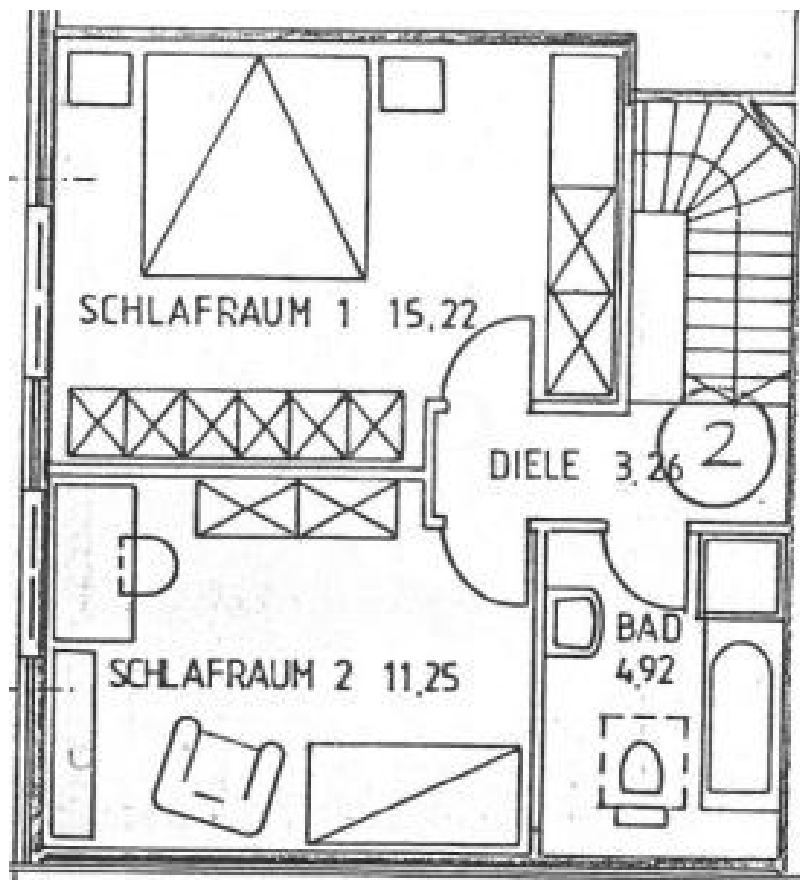 SCHLAFRAUM 1 15,22
DIELE 3,26
2
BAD
4,92
SCHLAFRAUM 2 11,25